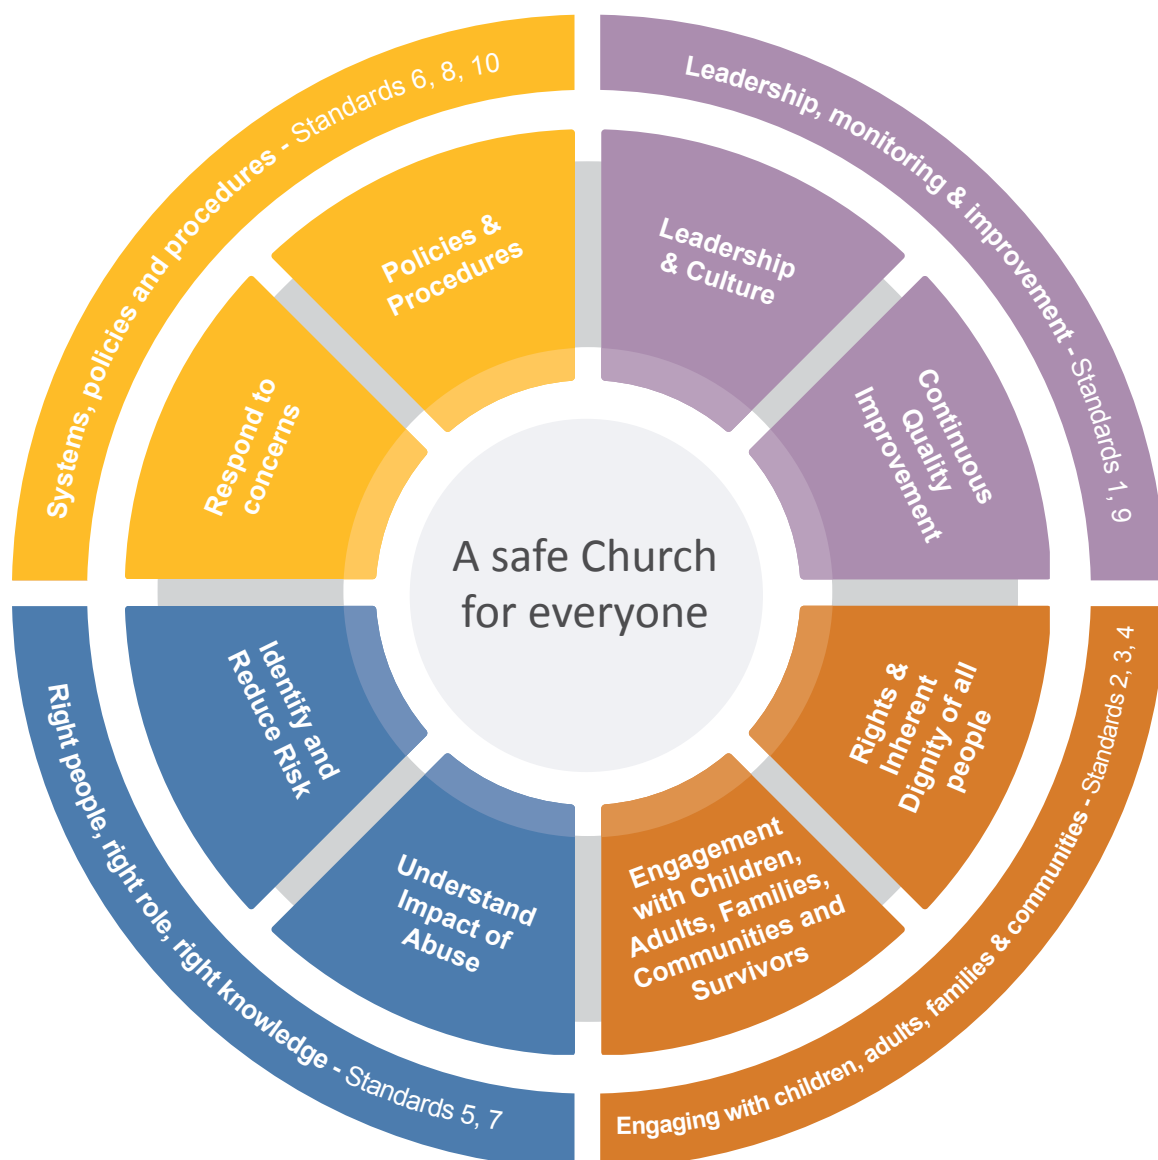 Systems, policies and procedures - Standards 6, 8, 10
Leadership, monitoring & improvement - Standards 1, 9
Policies &
Procedures
Leadership
& Culture
Respond to
concerns
Continuous
Quality
Improvement
A safe Church
for everyone
Identify and
Reduce Risk
Rights &
Inherent
Dignity of all
people
Understand
Impact of
Abuse
Engagement
with Children,
Adults, Families,
Communities and
Survivors
Right people, right role, right knowledge - Standards 5, 7
Engaging with children, adults, families & communities - Standards 2, 3, 4